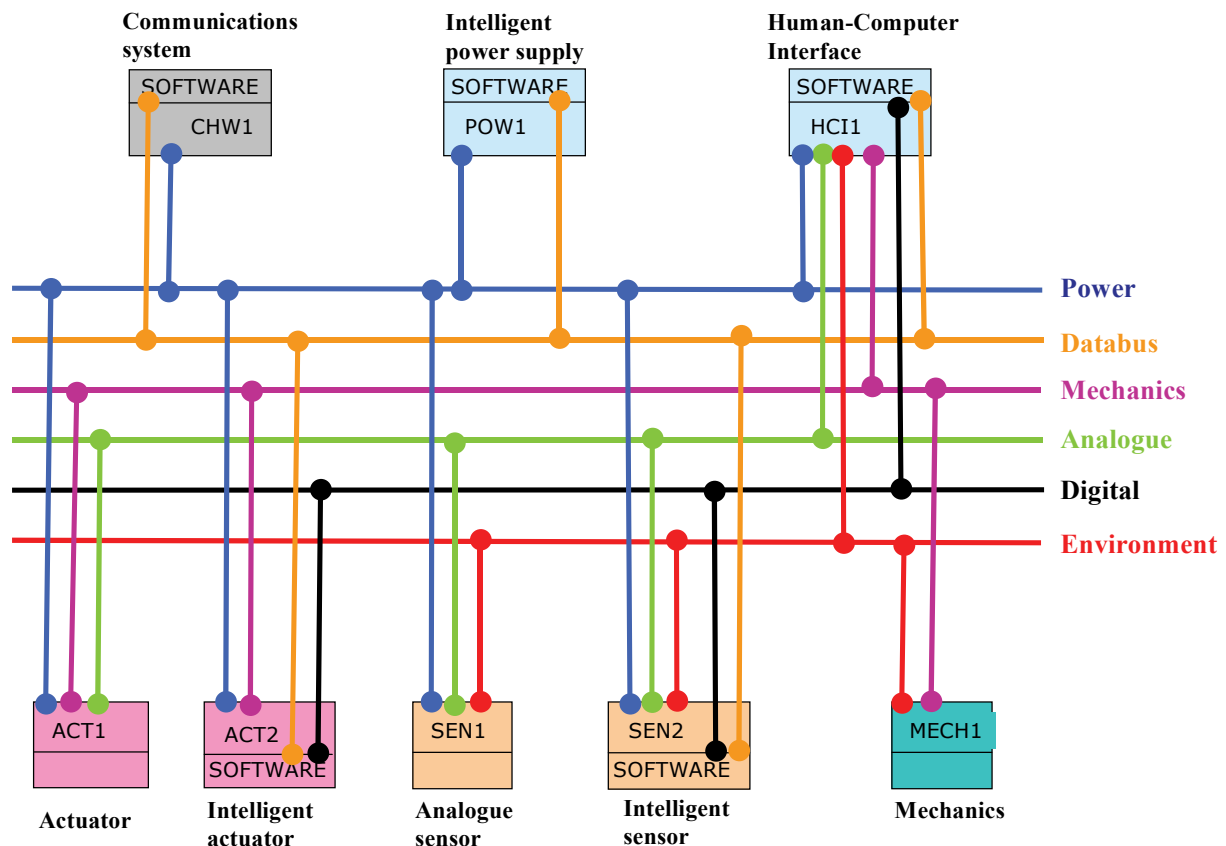 Communications
system
Intelligent
power supply
Human-Computer
Interface
SOFTWARE
CHW1
SOFTWARE
POW1
SOFTWARE
HCI1
Power
Databus
Mechanics
Analogue
Digital
Environment
ACT1
ACT2
SOFTWARE
SEN1
SEN2
SOFTWARE
MECH1
Actuator
Intelligent
actuator
Analogue
sensor
Intelligent
sensor
Mechanics